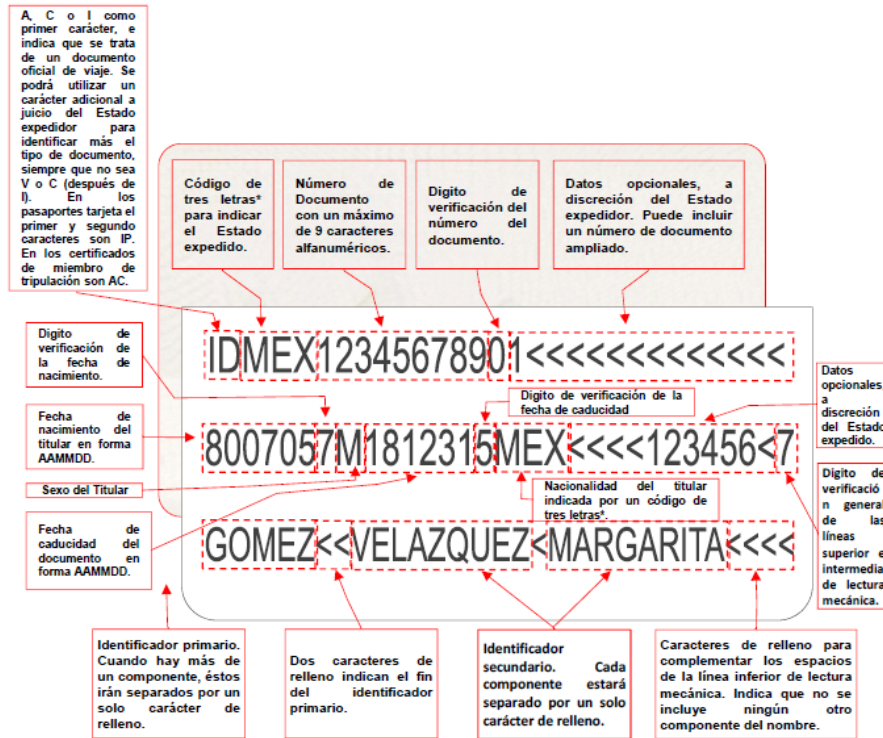 A, C o I como
primer carácter, e
indica que se trata
de un documento
oficial de viaje. Se
podrá utilizar un
carácter adicional a
juicio del Estado
expedidor para
identificar más el
tipo de documento,
siempre que no sea
V o C (después de
I). En los
pasaportes tarjeta el
primer y segundo
caracteres son IP.
En los certificados
de miembro de
tripulación son AC.
Código de
tres letras*
para indicar
el Estado
expedido.
Número de
Documento
con un máximo
de 9 caracteres
alfanuméricos.
Digito de
verificación del
número del
documento.
Datos opcionales, a
discreción del Estado
expedidor. Puede incluir
un número de documento
ampliado.
IDMEX12345678901<<<<<<<<<<<<<
Digito de
verificación de
la fecha de
nacimiento.
Digito de verificación de la
fecha de caducidad
Datos
opcionales,
a
discreción
del Estado
expedido.
Fecha de
nacimiento del
titular en forma
AAMMDD.
8007057M1812315MEX<<<<123456<7
Sexo del Titular
Nacionalidad del titular
indicada por un código de
tres letras*.
Digito de
verificació
n general
de las
líneas
superior e
intermedia
de lectura
mecánica.
Fecha de
caducidad del
documento en
forma AAMMDD.
GOMEZ<<VELAZQUEZ<MARGARITA<<<<
Identificador primario.
Cuando hay más de
un componente, éstos
irán separados por un
solo carácter de
relleno.
Dos caracteres de
relleno indican el fin
del identificador
primario.
Identificador
secundario. Cada
componente estará
separado por un solo
carácter de relleno.
Caracteres de relleno para
complementar los espacios
de la línea inferior de lectura
mecánica. Indica que no se
incluye ningún otro
componente del nombre.